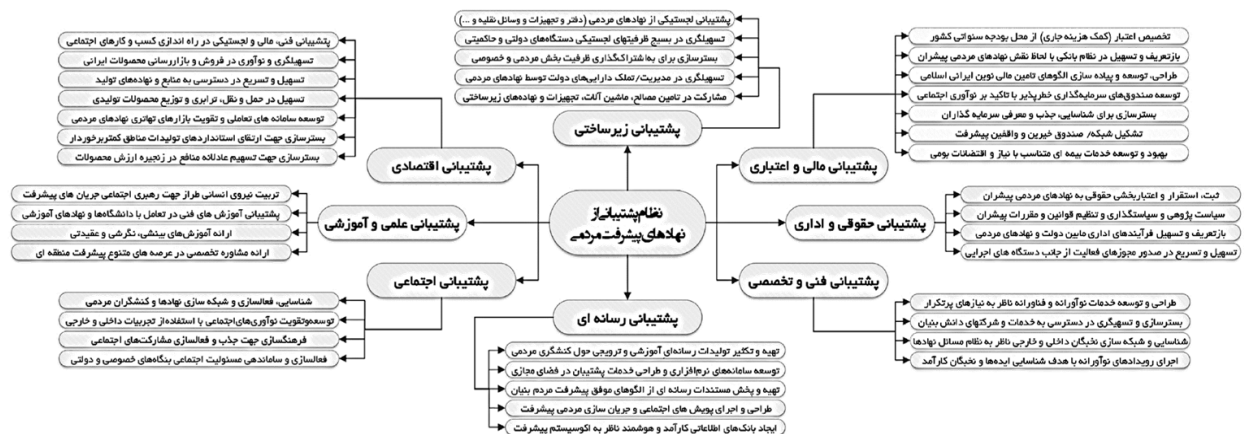 نظام پشتیبانی از
نهادهای پیشرفت مردمی
پشتیبانی زیرساختی
پشتیبانی لجستیکی از نهادهای مردمی (دفتر و تجهیزات و وسائل نقلیه و ...)
تسهیلگری در بسیج ظرفیتهای لجستیکی دستگاه‌های دولتی و حاکمیتی
بسترسازی برای به‌اشتراک‌گذاری ظرفیت بخش مردمی و خصوصی
تسهیلگری در مدیریت/تملک دارایی‌های دولت توسط نهادهای مردمی
مشارکت در تامین مصالح، ماشین آلات، تجهیزات و نهاده‌های زیرساختی
پشتیبانی مالی و اعتباری
تخصیص اعتبار (کمک هزینه جاری) از محل بودجه سنواتی کشور
بازتعریف و تسهیل در نظام بانکی با لحاظ نقش نهادهای مردمی پیشران
طراحی، توسعه و پیاده سازی الگوهای تامین مالی نوین ایرانی اسلامی
توسعه صندوق‌های سرمایه‌گذاری خطرپذیر با تاکید بر نوآوری اجتماعی
بسترسازی برای شناسایی، جذب و معرفی سرمایه گذاران
تشکیل شبکه/ صندوق خیرین و واقفین پیشرفت
بهبود و توسعه خدمات بیمه ای متناسب با نیاز و اقتضائات بومی
پشتیبانی حقوقی و اداری
ثبت، استقرار و اعتباربخشی حقوقی به نهادهای مردمی پیشران
سیاست پژوهی و سیاستگذاری و تنظیم قوانین و مقررات پیشران
بازتعریف و تسهیل فرآیندهای اداری مابین دولت و نهادهای مردمی
تسهیل و تسریع در صدور مجوزهای فعالیت از جانب دستگاه های اجرایی
پشتیبانی فنی و تخصصی
طراحی و توسعه خدمات نوآورانه و فناورانه ناظر به نیازهای پرتکرار
بسترسازی و تسهیگری در دسترسی به خدمات و شرکتهای دانش بنیان
شناسایی و شبکه سازی نخبگان داخلی و خارجی ناظر به نظام مسائل نهادها
اجرای رویدادهای نوآورانه با هدف شناسایی ایده‌ها و نخبگان کارآمد
پشتیبانی رسانه ای
تهیه و تکثیر تولیدات رسانه‌ای آموزشی و ترویجی حول کنشگری مردمی
توسعه سامانه‌های نرم‌افزاری و طراحی خدمات پشتیبان در فضای مجازی
تهیه و پخش مستندات رسانه ای از الگوهای موفق پیشرفت مردم بنیان
طراحی و اجرای پویش های اجتماعی و جریان سازی مردمی پیشرفت
ایجاد بانک‌های اطلاعاتی کارآمد و هوشمند ناظر به اکوسیستم پیشرفت
پشتیبانی اجتماعی
شناسایی، فعالسازی و شبکه سازی نهادها و کنشگران مردمی
توسعه‌وتقویت نوآوری‌های‌اجتماعی با استفاده‌از تجربیات داخلی و خارجی
فرهنگسازی جهت جذب و فعالسازی مشارکت‌های اجتماعی
فعالسازی و ساماندهی مسئولیت اجتماعی بنگاه‌های خصوصی و دولتی
پشتیبانی علمی و آموزشی
تربیت نیروی انسانی طراز جهت رهبری اجتماعی جریان های پیشرفت
پشتیبانی آموزش های فنی در تعامل با دانشگاه‌ها و نهادهای آموزشی
ارائه آموزش‌های بینشی، نگرشی و عقیدتی
ارائه مشاوره تخصصی در عرصه های متنوع پیشرفت منطقه ای
پشتیبانی اقتصادی
پشتیبانی فنی، مالی و لجستیکی در راه اندازی کسب و کارهای اجتماعی
تسهیلگری و نوآوری در فروش و بازاررسانی محصولات ایرانی
تسهیل و تسریع در دسترسی به منابع و نهاده‌های تولید
تسهیل در حمل و نقل، ترابری و توزیع محصولات تولیدی
توسعه سامانه های تعاملی و تقویت بازارهای تهاتری نهادهای مردمی
بسترسازی جهت ارتقای استانداردهای تولیدات مناطق کمتربرخوردار
بسترسازی جهت تسهیم عادلانه منافع در زنجیره ارزش محصولات